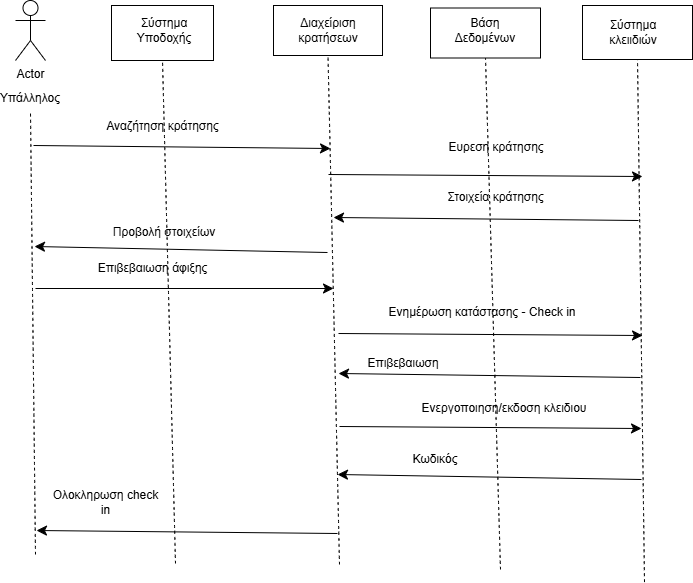 Σύστημα
Υποδοχής
Διαχείριση
κρατήσεων
Βάση
Δεδομένων
Σύστημα
κλειιδιών
Actor
Υπάλληλος
Αναζήτηση κράτησης
Ευρεση κράτησης
Στοιχεία κράτησης
Προβολή στοιχείων
Επιβεβαιωση άφιξης
Ενημέρωση κατάστασης - Check in
Επιβεβαιωση
Ενεργοποιηση/εκδοση κλειδιου
Κωδικός
Ολοκληρωση check
in